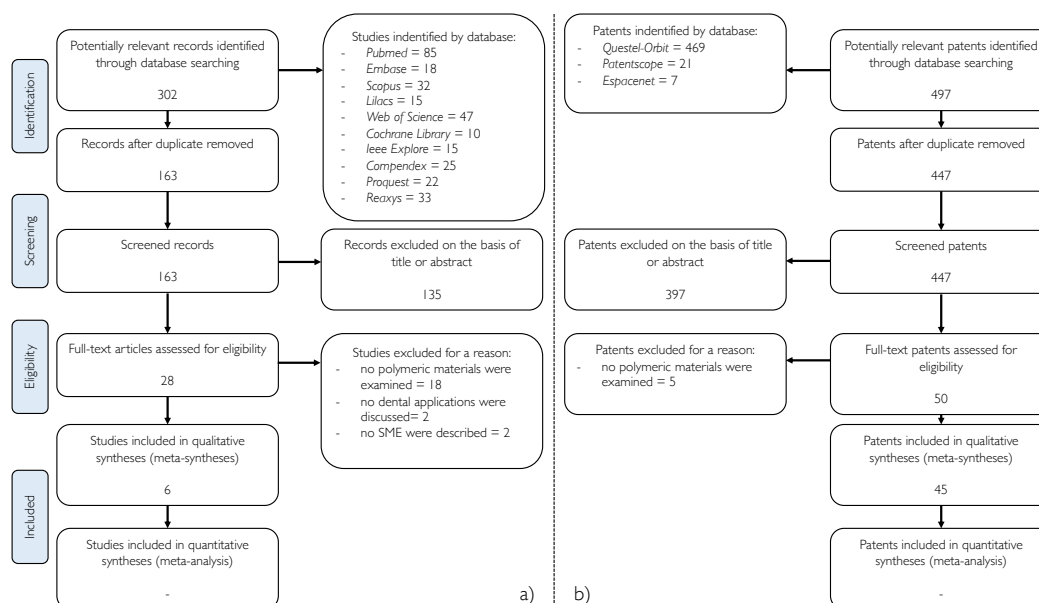 Identification
Screening
Eligibility
Included
Potentially relevant records identified
through database searching
302
Records after duplicate removed
163
Screened records
163
Full-text articles assessed for eligibility
28
Studies included in qualitative
syntheses (meta-syntheses)
6
Studies included in quantitative
syntheses (meta-analysis)
-
Studies indentified by database:
- Pubmed = 85
- Embase = 18
- Scopus = 32
- Lilacs = 15
- Web of Science = 47
- Cochrane Library = 10
- Ieee Explore = 15
- Compendex = 25
- Proquest = 22
- Reaxys = 33
Records excluded on the basis of
title or abstract
135
Studies excluded for a reason:
- no polymeric materials were
examined = 18
- no dental applications were
discussed= 2
- no SME were described = 2
a)
Patents indentified by database:
- Questel-Orbit = 469
- Patentscope = 21
- Espacenet = 7
Patents excluded on the basis of title
or abstract
397
Patents excluded for a reason:
- no polymeric materials were
examined = 5
b)
Potentially relevant patents identified
through database searching
497
Patents after duplicate removed
447
Screened patents
447
Full-text patents assessed for
eligibility
50
Patents included in qualitative
syntheses (meta-syntheses)
45
Patents included in quantitative
syntheses (meta-analysis)
-